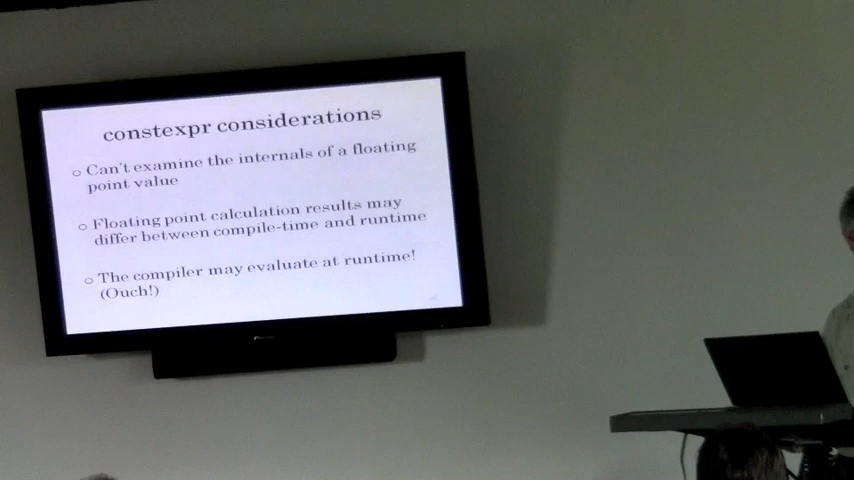 constexpr considerations
Can't examine the internals of a floating
point value
Floating point calculation results may
differ between compile-time and runtime
The compiler may evaluate at runtime!
(Ouch!)